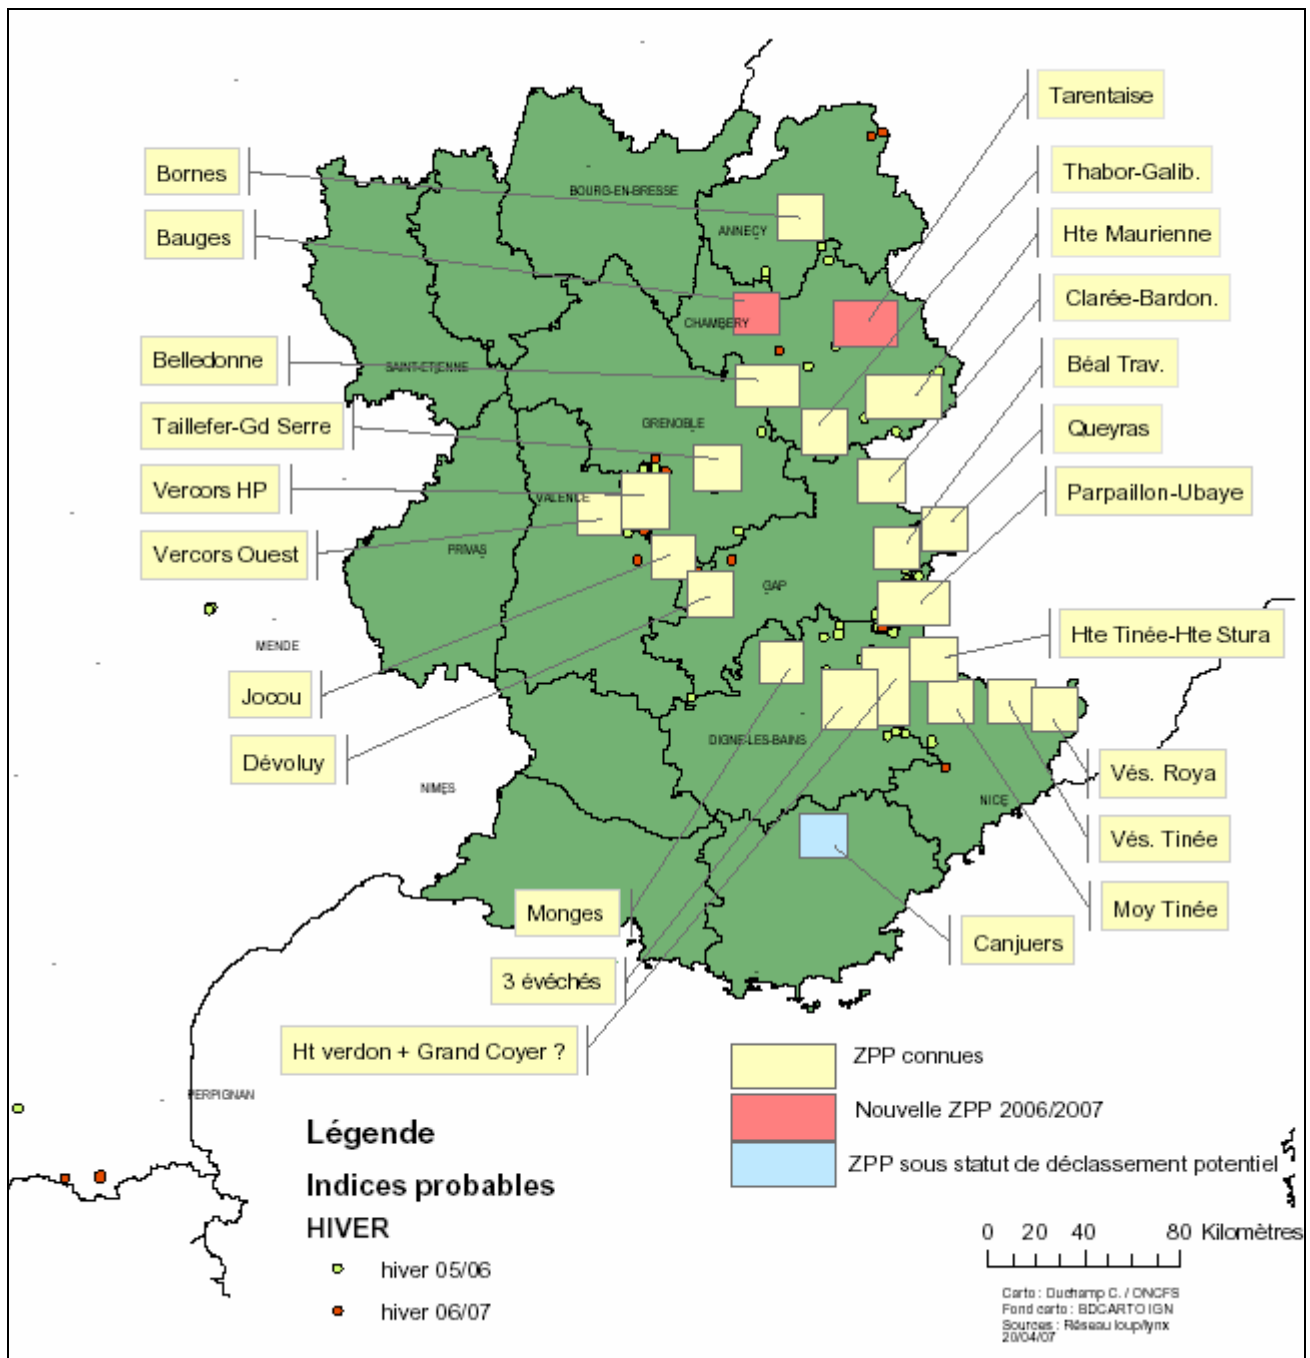 Tarentaise
Bornes
Thabor-Galib.
BOURG-EN-BRESSE
Bauges
ANNECY
Hte Maurienne
Clarée-Bardon.
CHAMBERY
Belledonne
SAINT-ETIENNE
Béal Trav.
Taillefer-Gd Serre
GRENOBLE
Queyras
Vercors HP
VALENCE
Parpaillon-Ubaye
Vercors Ouest
PRIVAS
GAP
MENDE
Hte Tinée-Hte Stura
Jocou
DIGNE-LES-BAINS
Dévoluy
Vés. Roya
NIMES
NICE
Vés. Tinée
Monges
Moy Tinée
Canjuers
3 évéchés
Ht verdon + Grand Coyer ?
PERPIGNAN
ZPP connues
Nouvelle ZPP 2006/2007
ZPP sous statut de déclassement potentiel
Légende
Indices probables
HIVER
hiver 05/06
hiver 06/07
0 20 40 80 Kilomètres
Carto : Duchamp C. / ONCFS
Fond carto : BDCARTO IGN
Sources : Réseau loup/lynx
20/04/07